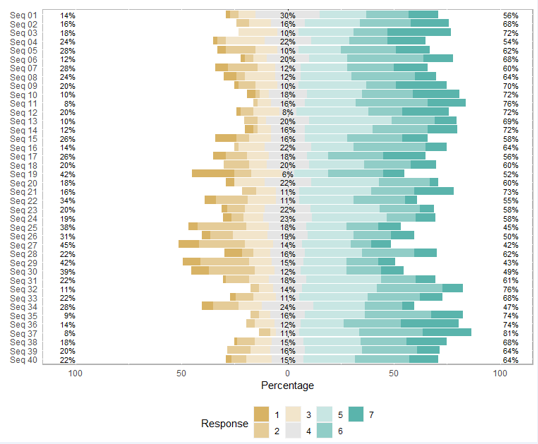 Seq 01 14% 30% 56%
Seq 02 16% 16% 68%
Seq 03 18% 10% 72%
Seq 04 24% 22% 54%
Seq 05 28% 10% 62%
Seq 06 12% 20% 68%
Seq 07 28% 12% 60%
Seq 08 24% 12% 64%
Seq 09 20% 10% 70%
Seq 10 10% 18% 72%
Seq 11 8% 16% 76%
Seq 12 20% 8% 72%
Seq 13 10% 20% 69%
Seq 14 12% 16% 72%
Seq 15 26% 16% 58%
Seq 16 14% 22% 64%
Seq 17 26% 18% 56%
Seq 18 20% 20% 60%
Seq 19 42% 6% 52%
Seq 20 18% 22% 60%
Seq 21 16% 11% 73%
Seq 22 34% 11% 55%
Seq 23 20% 22% 58%
Seq 24 19% 23% 58%
Seq 25 38% 18% 45%
Seq 26 31% 19% 50%
Seq 27 45% 14% 42%
Seq 28 22% 16% 62%
Seq 29 42% 15% 43%
Seq 30 39% 12% 49%
Seq 31 22% 18% 61%
Seq 32 11% 14% 76%
Seq 33 22% 11% 68%
Seq 34 28% 24% 47%
Seq 35 9% 16% 74%
Seq 36 14% 12% 74%
Seq 37 8% 11% 81%
Seq 38 18% 15% 68%
Seq 39 20% 16% 64%
Seq 40 22% 15% 64%
100 50 0 50 100
Percentage
Response 1 3 5 7
2 4 6